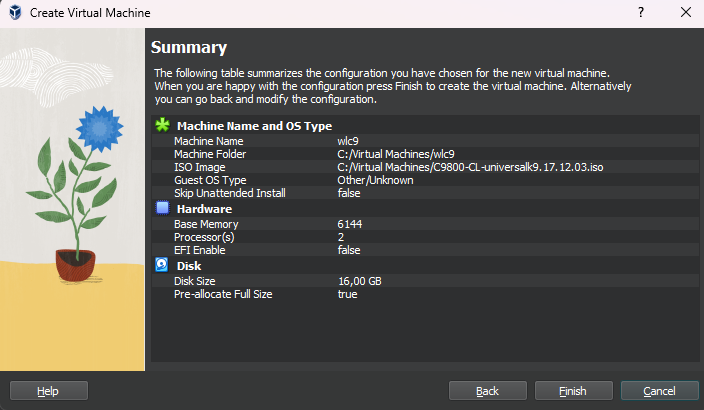 Create Virtual Machine
?
Summary
The following table summarizes the configuration you have chosen for the new virtual machine.
When you are happy with the configuration press Finish to create the virtual machine. Alternatively
you can go back and modify the configuration.
Machine Name and OS Type
Machine Name wlc9
Machine Folder C:/Virtual Machines/wlc9
ISO Image C:/Virtual Machines/C9800-CL-universalk9.17.12.03.iso
Guest OS Type Other/Unknown
Skip Unattended Install false
Hardware
Base Memory 6144
Processor(s) 2
EFI Enable false
Disk
Disk Size 16,00 GB
Pre-allocate Full Size true
Help Back Finish Cancel